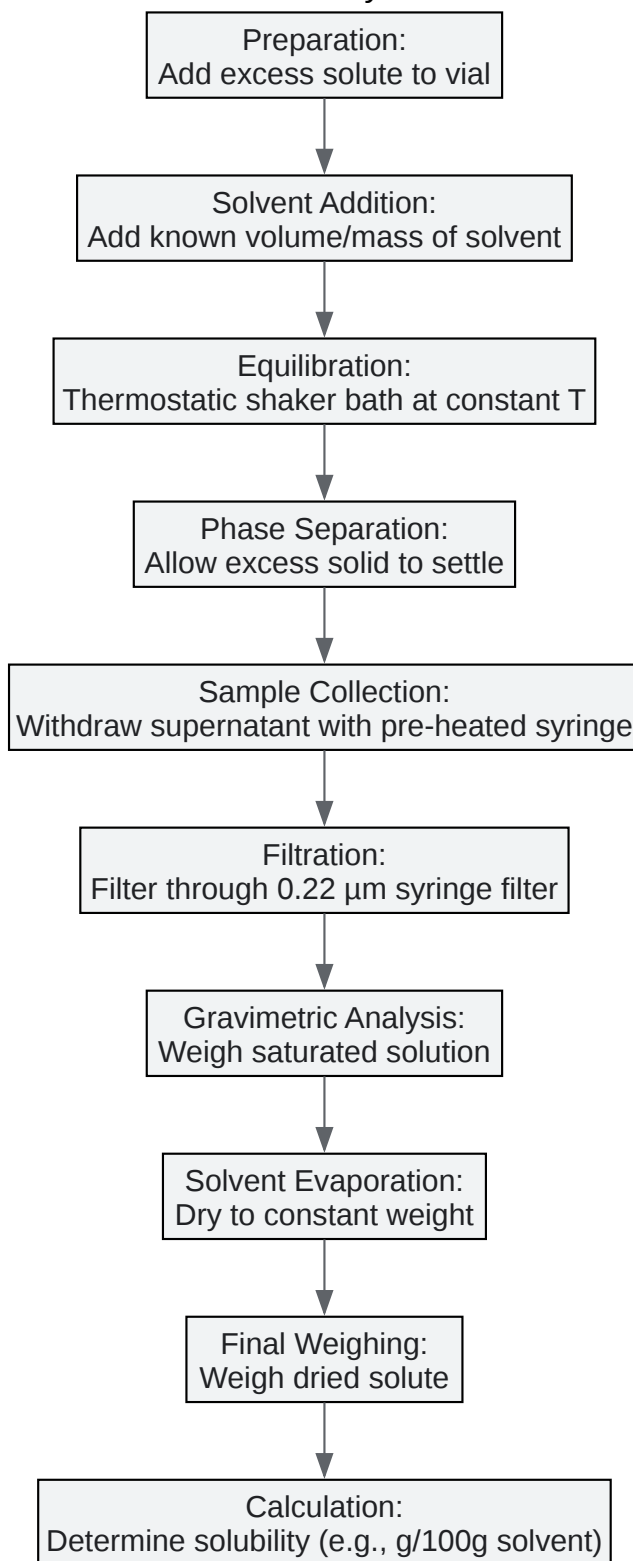 Preparation:
Add excess solute to vial
Solvent Addition:
Add known volume/mass of solvent
Equilibration:
Thermostatic shaker bath at constant T
Phase Separation:
Allow excess solid to settle
Sample Collection:
Withdraw supernatant with pre-heated syringe
Filtration:
Filter through 0.22 µm syringe filter
Gravimetric Analysis:
Weigh saturated solution
Solvent Evaporation:
Dry to constant weight
Final Weighing:
Weigh dried solute
Calculation:
Determine solubility (e.g., g/100g solvent)